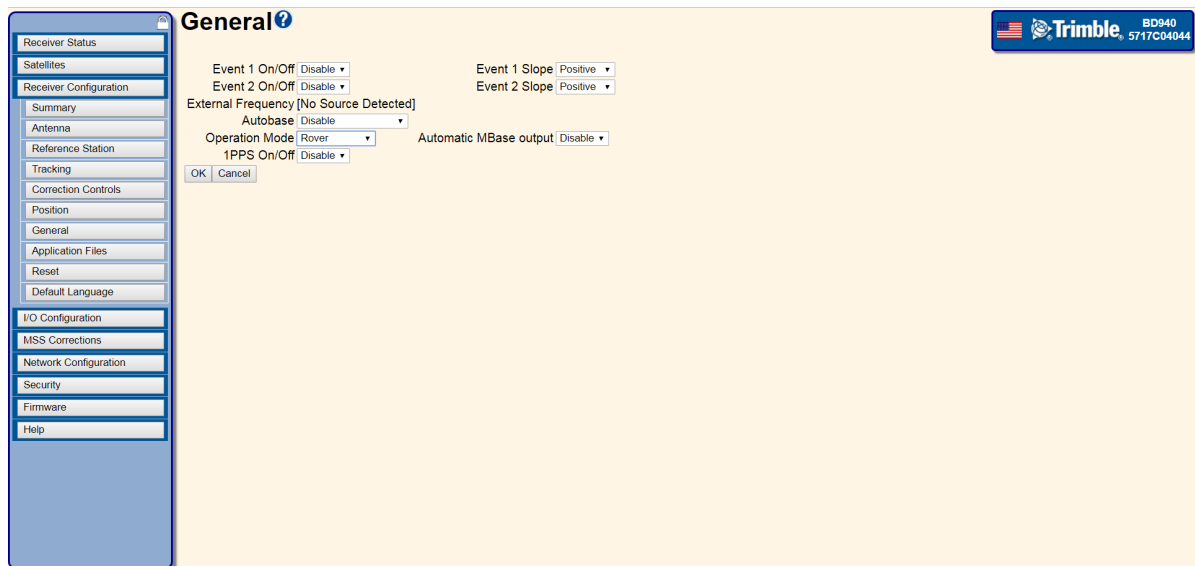 General?
Trimble® BD940
5717C04044
Receiver Status
Satellites
Receiver Configuration
Summary
Antenna
Reference Station
Tracking
Correction Controls
Position
General
Application Files
Reset
Default Language
I/O Configuration
MSS Corrections
Network Configuration
Security
Firmware
Help
Event 1 On/Off Disable Event 1 Slope Positive
Event 2 On/Off Disable Event 2 Slope Positive
External Frequency [No Source Detected]
Autobase Disable
Operation Mode Rover Automatic MBase output Disable
1PPS On/Off Disable
OK Cancel